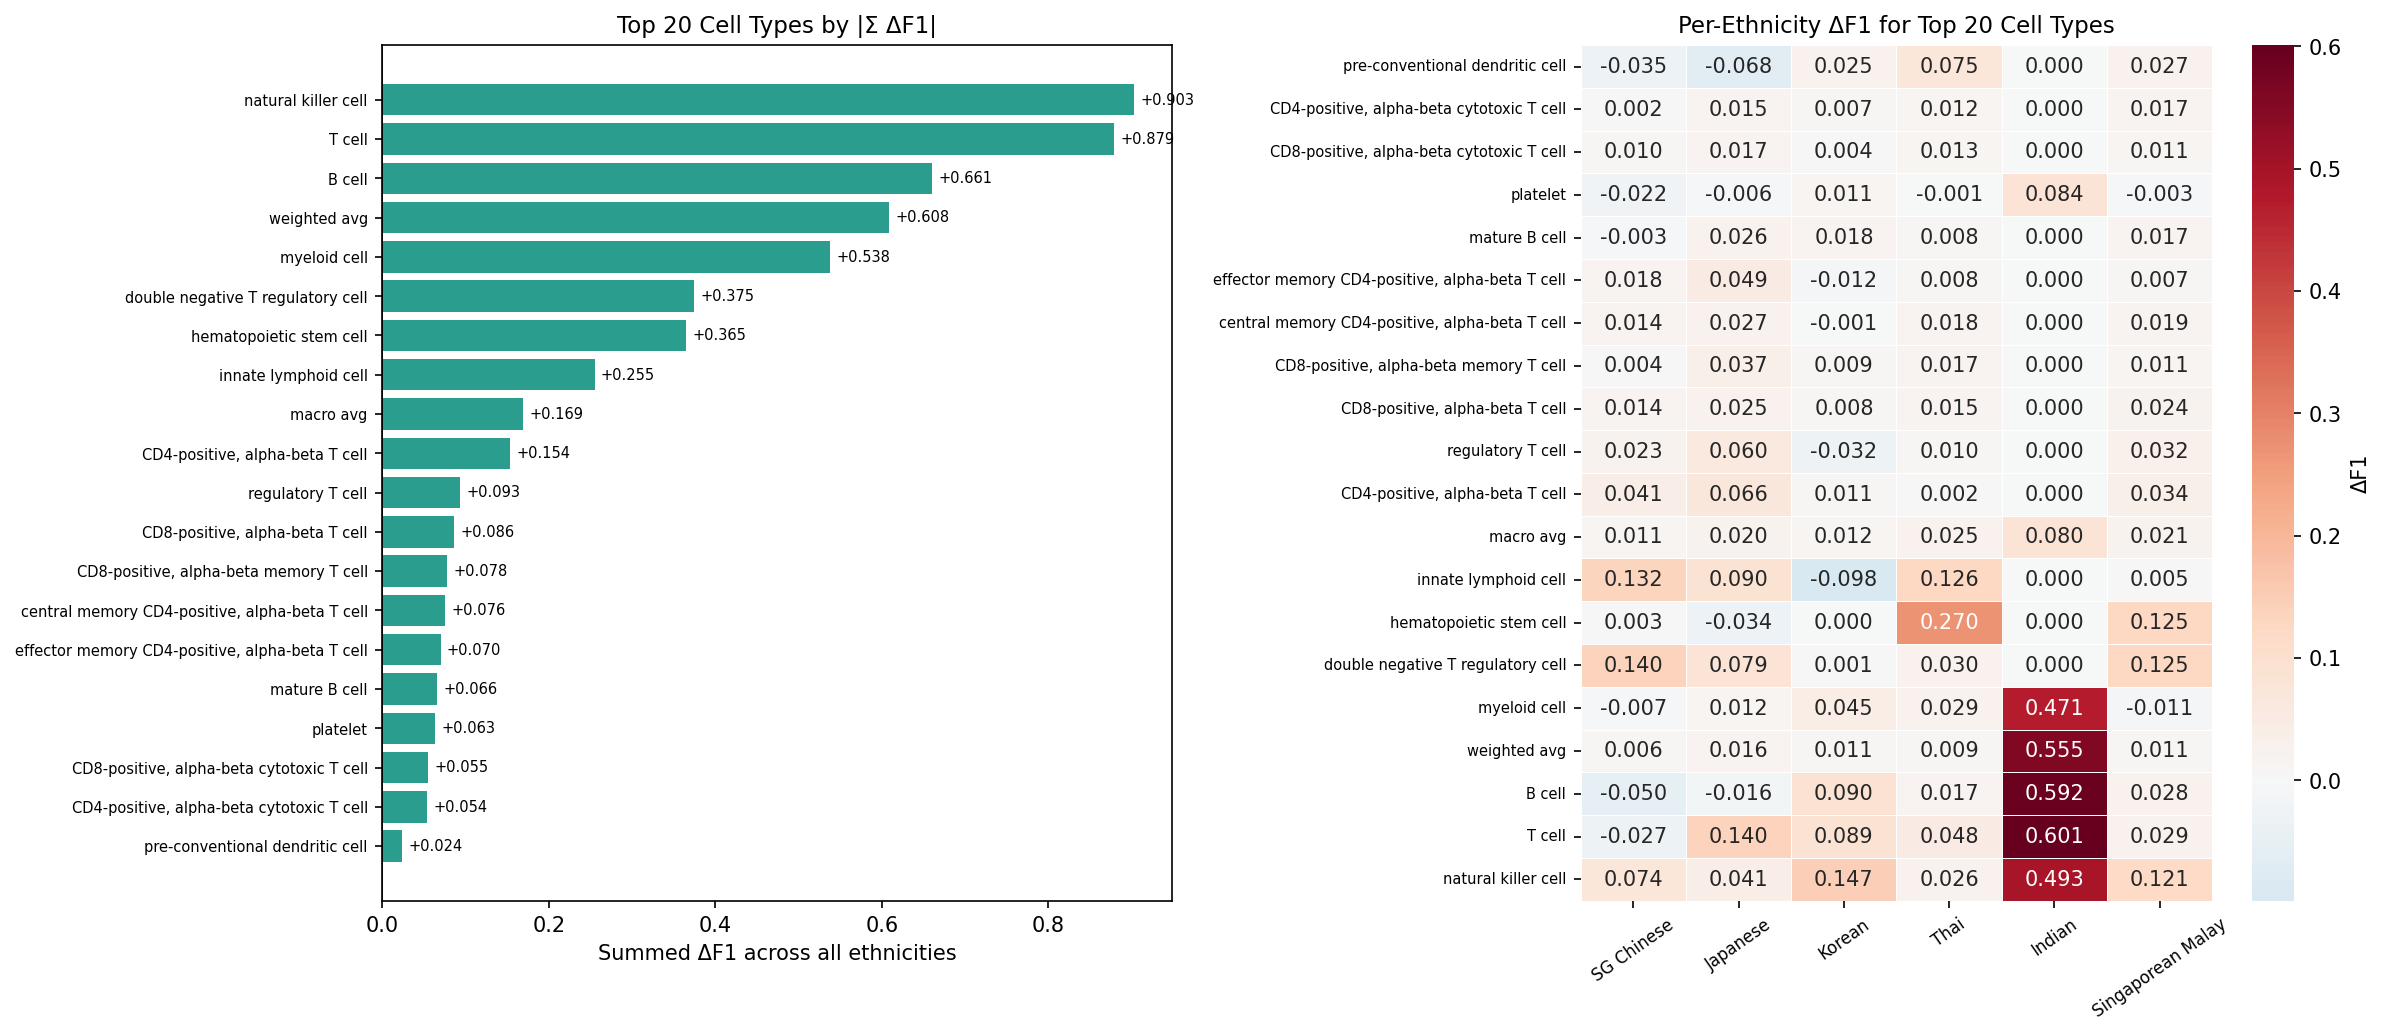 Top 20 Cell Types by |Σ ΔF1|
natural killer cell +0.903
T cell +0.879
B cell +0.661
weighted avg +0.608
myeloid cell +0.538
double negative T regulatory cell +0.375
hematopoietic stem cell +0.365
innate lymphoid cell +0.255
macro avg +0.169
CD4-positive, alpha-beta T cell +0.154
regulatory T cell +0.093
CD8-positive, alpha-beta T cell +0.086
CD8-positive, alpha-beta memory T cell +0.078
central memory CD4-positive, alpha-beta T cell +0.076
effector memory CD4-positive, alpha-beta T cell +0.070
mature B cell +0.066
platelet +0.063
CD8-positive, alpha-beta cytotoxic T cell +0.055
CD4-positive, alpha-beta cytotoxic T cell +0.054
pre-conventional dendritic cell +0.024
0.0 0.2 0.4 0.6 0.8
Summed ΔF1 across all ethnicities
Per-Ethnicity ΔF1 for Top 20 Cell Types
pre-conventional dendritic cell -0.035 -0.068 0.025 0.075 0.000 0.027
CD4-positive, alpha-beta cytotoxic T cell 0.002 0.015 0.007 0.012 0.000 0.017
CD8-positive, alpha-beta cytotoxic T cell 0.010 0.017 0.004 0.013 0.000 0.011
platelet -0.022 -0.006 0.011 -0.001 0.084 -0.003
mature B cell -0.003 0.026 0.018 0.008 0.000 0.017
effector memory CD4-positive, alpha-beta T cell 0.018 0.049 -0.012 0.008 0.000 0.007
central memory CD4-positive, alpha-beta T cell 0.014 0.027 -0.001 0.018 0.000 0.019
CD8-positive, alpha-beta memory T cell 0.004 0.037 0.009 0.017 0.000 0.011
CD8-positive, alpha-beta T cell 0.014 0.025 0.008 0.015 0.000 0.024
regulatory T cell 0.023 0.060 -0.032 0.010 0.000 0.032
CD4-positive, alpha-beta T cell 0.041 0.066 0.011 0.002 0.000 0.034
macro avg 0.011 0.020 0.012 0.025 0.080 0.021
innate lymphoid cell 0.132 0.090 -0.098 0.126 0.000 0.005
hematopoietic stem cell 0.003 -0.034 0.000 0.270 0.000 0.125
double negative T regulatory cell 0.140 0.079 0.001 0.030 0.000 0.125
myeloid cell -0.007 0.012 0.045 0.029 0.471 -0.011
weighted avg 0.006 0.016 0.011 0.009 0.555 0.011
B cell -0.050 -0.016 0.090 0.017 0.592 0.028
T cell -0.027 0.140 0.089 0.048 0.601 0.029
natural killer cell 0.074 0.041 0.147 0.026 0.493 0.121
SG Chinese Japanese Korean Thai Indian Singaporean Malay
0.6
0.5
0.4
0.3
0.2
0.1
0.0
ΔF1